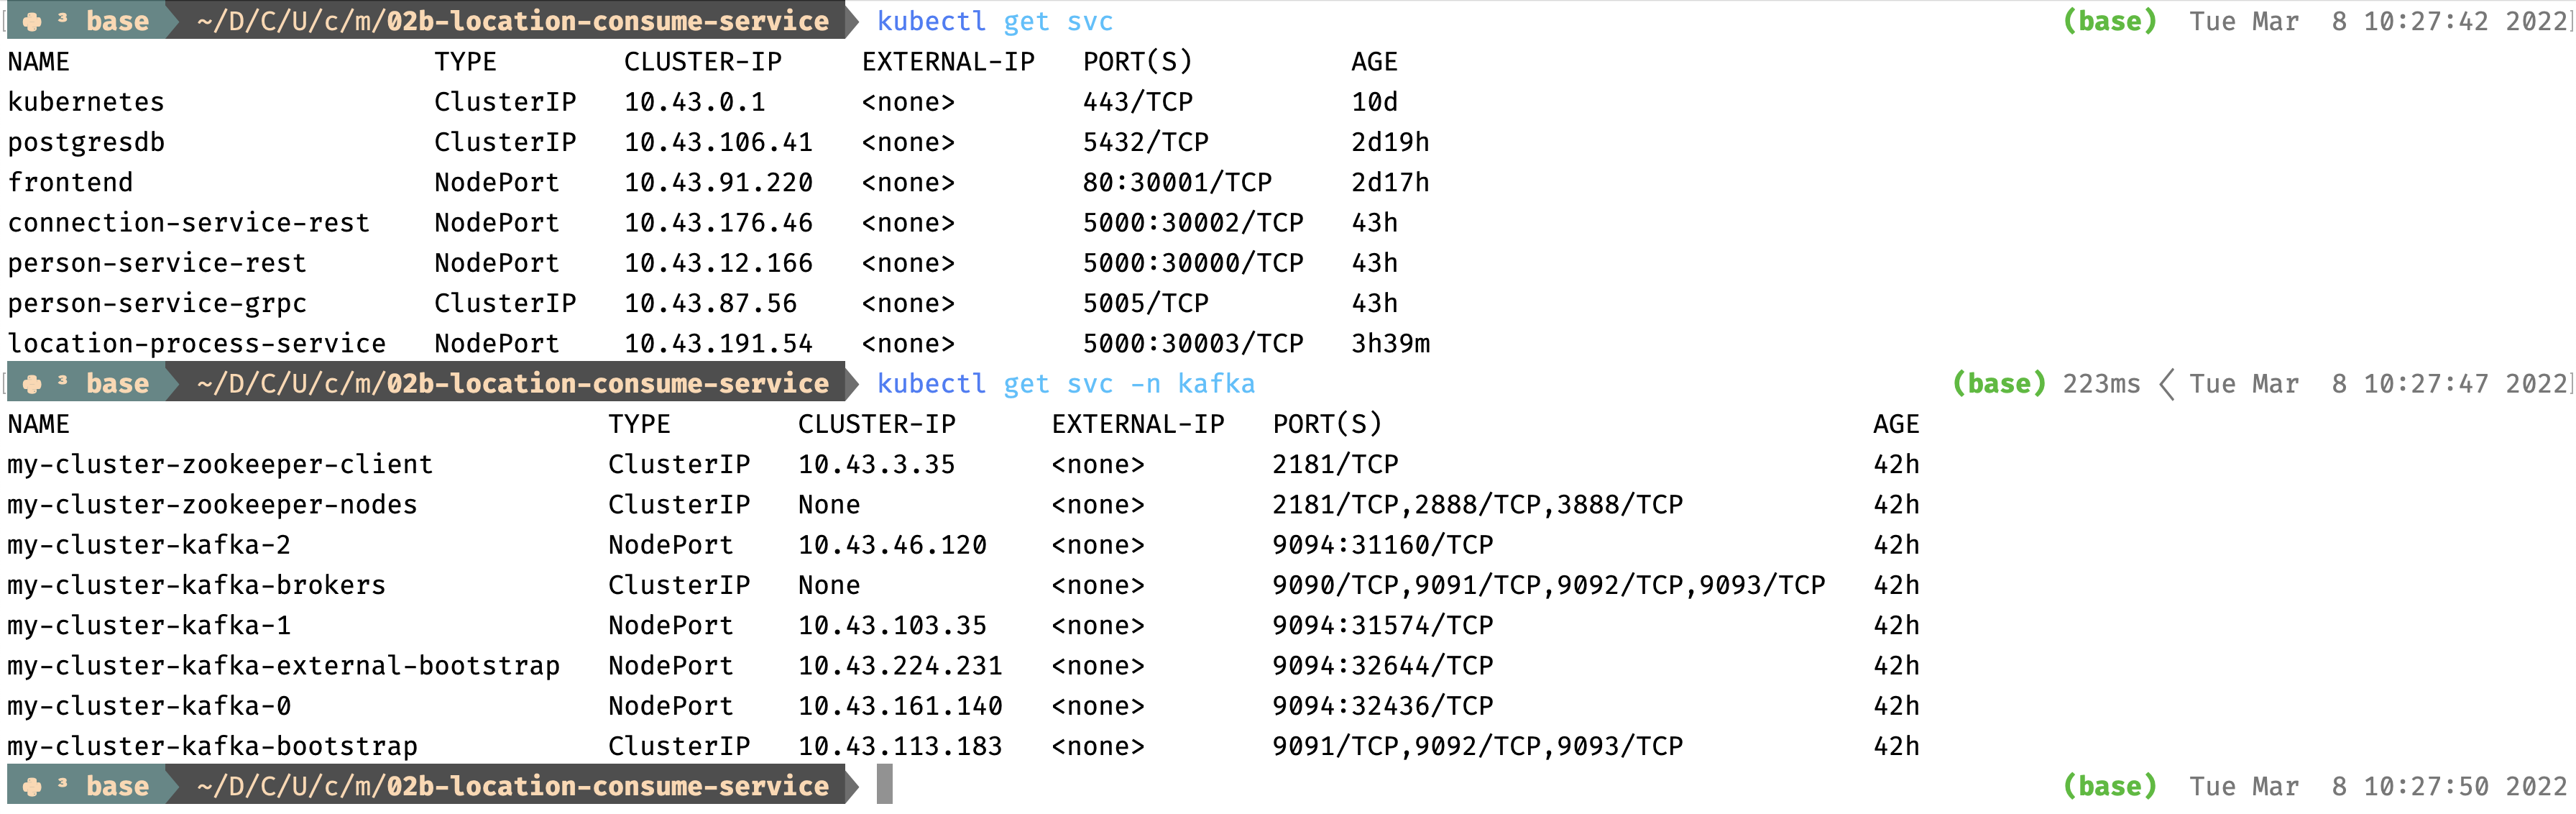 ³ base ~/D/C/U/c/m/02b-location-consume-service kubectl get svc (base) Tue Mar 8 10:27:42 2022
NAME TYPE CLUSTER-IP EXTERNAL-IP PORT(S) AGE
kubernetes ClusterIP 10.43.0.1 <none> 443/TCP 10d
postgresdb ClusterIP 10.43.106.41 <none> 5432/TCP 2d19h
frontend NodePort 10.43.91.220 <none> 80:30001/TCP 2d17h
connection-service-rest NodePort 10.43.176.46 <none> 5000:30002/TCP 43h
person-service-rest NodePort 10.43.12.166 <none> 5000:30000/TCP 43h
person-service-grpc ClusterIP 10.43.87.56 <none> 5005/TCP 43h
location-process-service NodePort 10.43.191.54 <none> 5000:30003/TCP 3h39m
³ base ~/D/C/U/c/m/02b-location-consume-service kubectl get svc -n kafka (base) 223ms Tue Mar 8 10:27:47 2022
NAME TYPE CLUSTER-IP EXTERNAL-IP PORT(S) AGE
my-cluster-zookeeper-client ClusterIP 10.43.3.35 <none> 2181/TCP 42h
my-cluster-zookeeper-nodes ClusterIP None <none> 2181/TCP,2888/TCP,3888/TCP 42h
my-cluster-kafka-2 NodePort 10.43.46.120 <none> 9094:31160/TCP 42h
my-cluster-kafka-brokers ClusterIP None <none> 9090/TCP,9091/TCP,9092/TCP,9093/TCP 42h
my-cluster-kafka-1 NodePort 10.43.103.35 <none> 9094:31574/TCP 42h
my-cluster-kafka-external-bootstrap NodePort 10.43.224.231 <none> 9094:32644/TCP 42h
my-cluster-kafka-0 NodePort 10.43.161.140 <none> 9094:32436/TCP 42h
my-cluster-kafka-bootstrap ClusterIP 10.43.113.183 <none> 9091/TCP,9092/TCP,9093/TCP 42h
³ base ~/D/C/U/c/m/02b-location-consume-service (base) Tue Mar 8 10:27:50 2022